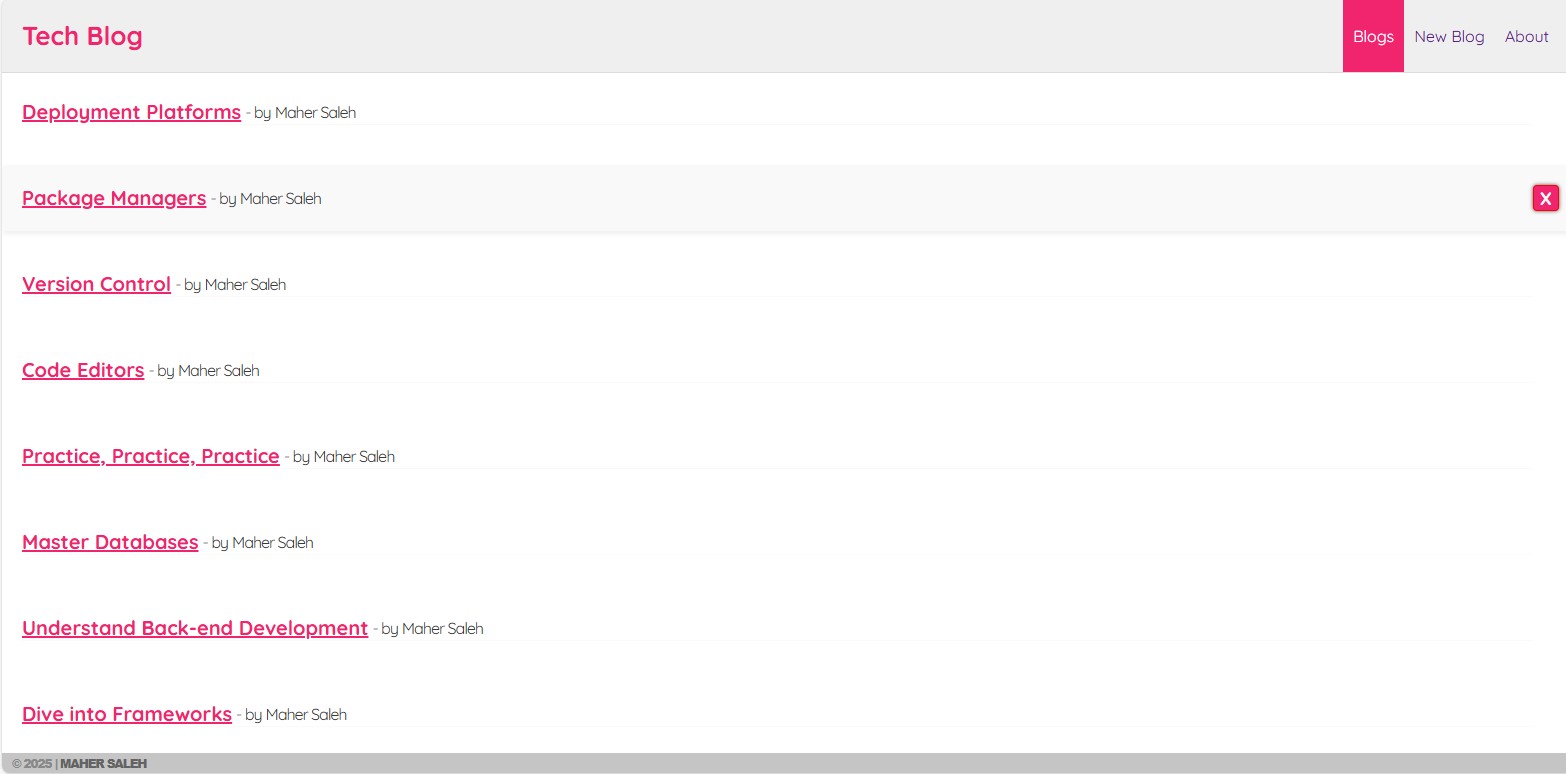 Tech Blog Blogs New Blog About
Deployment Platforms - by Maher Saleh
Package Managers - by Maher Saleh X
Version Control - by Maher Saleh
Code Editors - by Maher Saleh
Practice, Practice, Practice - by Maher Saleh
Master Databases - by Maher Saleh
Understand Back-end Development - by Maher Saleh
Dive into Frameworks - by Maher Saleh
© 2025 | MAHER SALEH